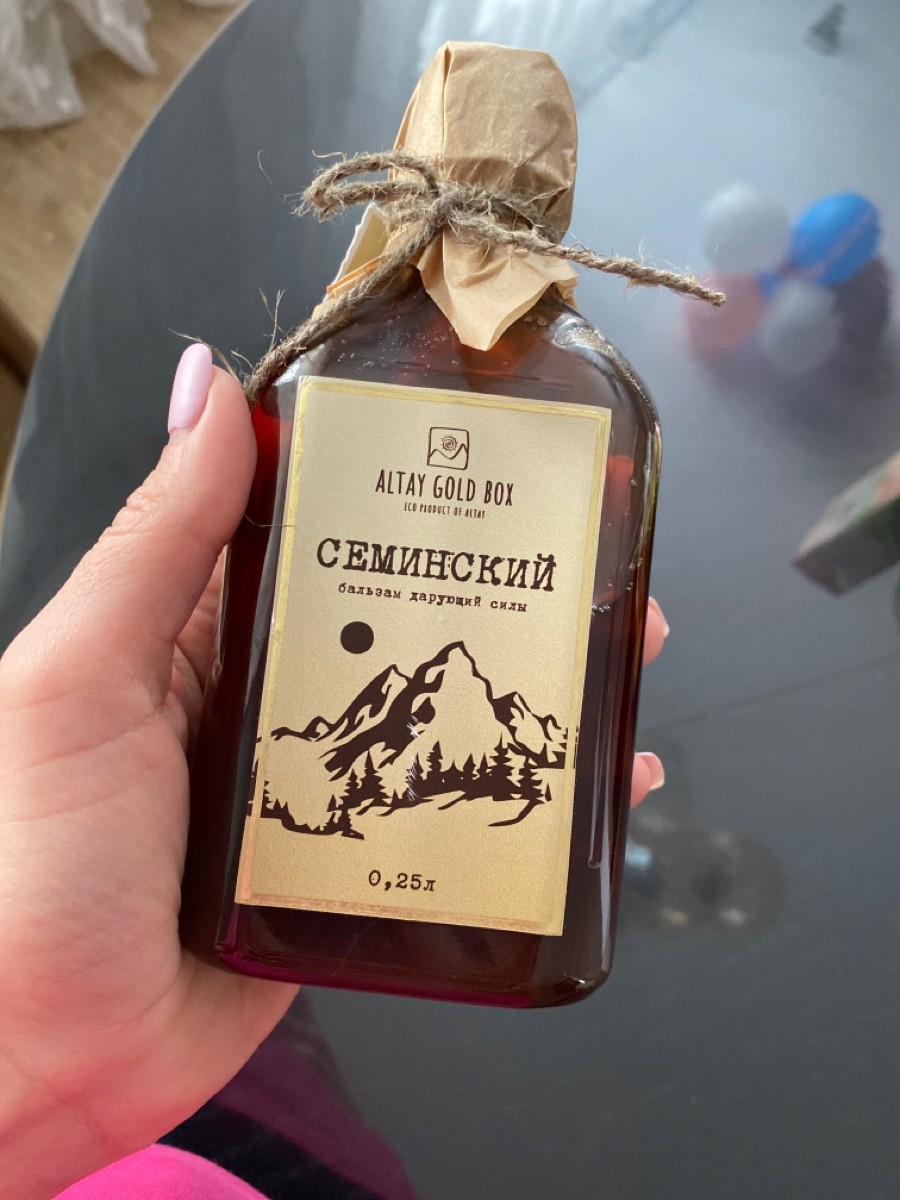 ALTAY GOLD BOX
ECO PRODUCT OF ALTAY
СЕМИНСКИЙ
бальзам дарующий силы
0,25л